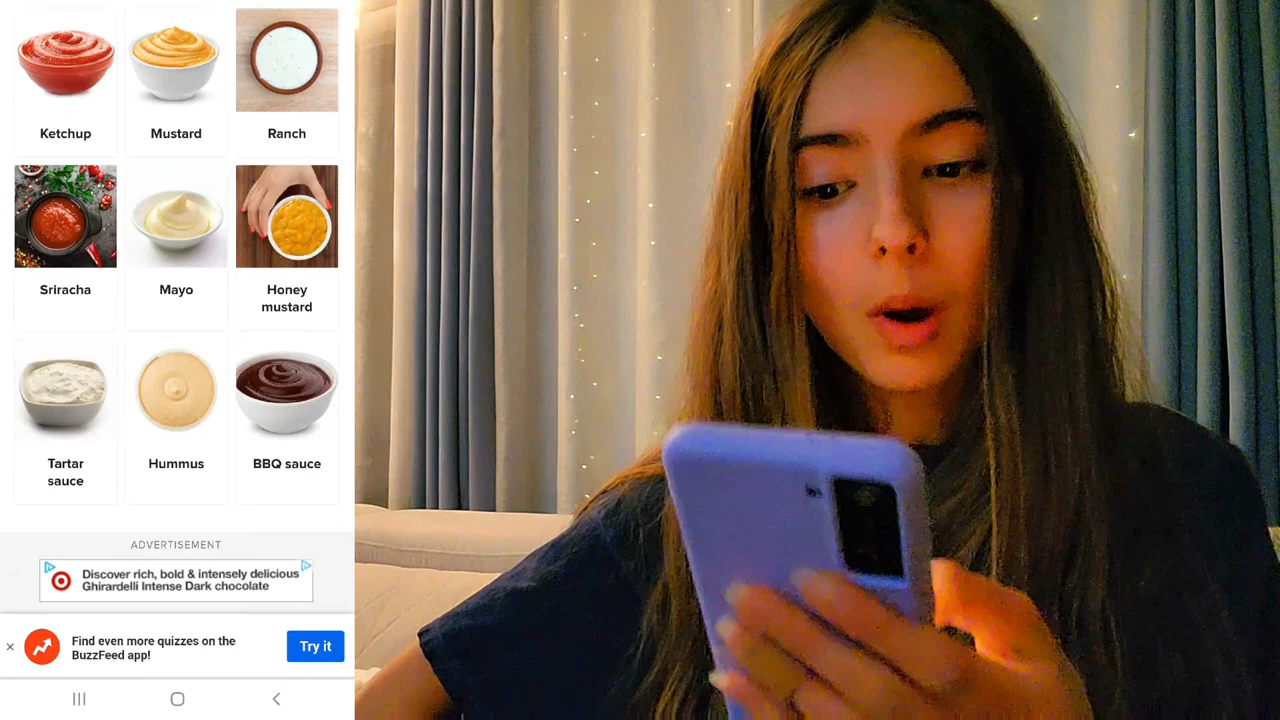 Ketchup
Mustard
Ranch
Sriracha
Mayo
Honey
mustard
Tartar
sauce
Hummus
BBQ sauce
ADVERTISEMENT
Discover rich, bold & intensely delicious
Ghirardelli Intense Dark chocolate
Find even more quizzes on the
BuzzFeed app!
Try it